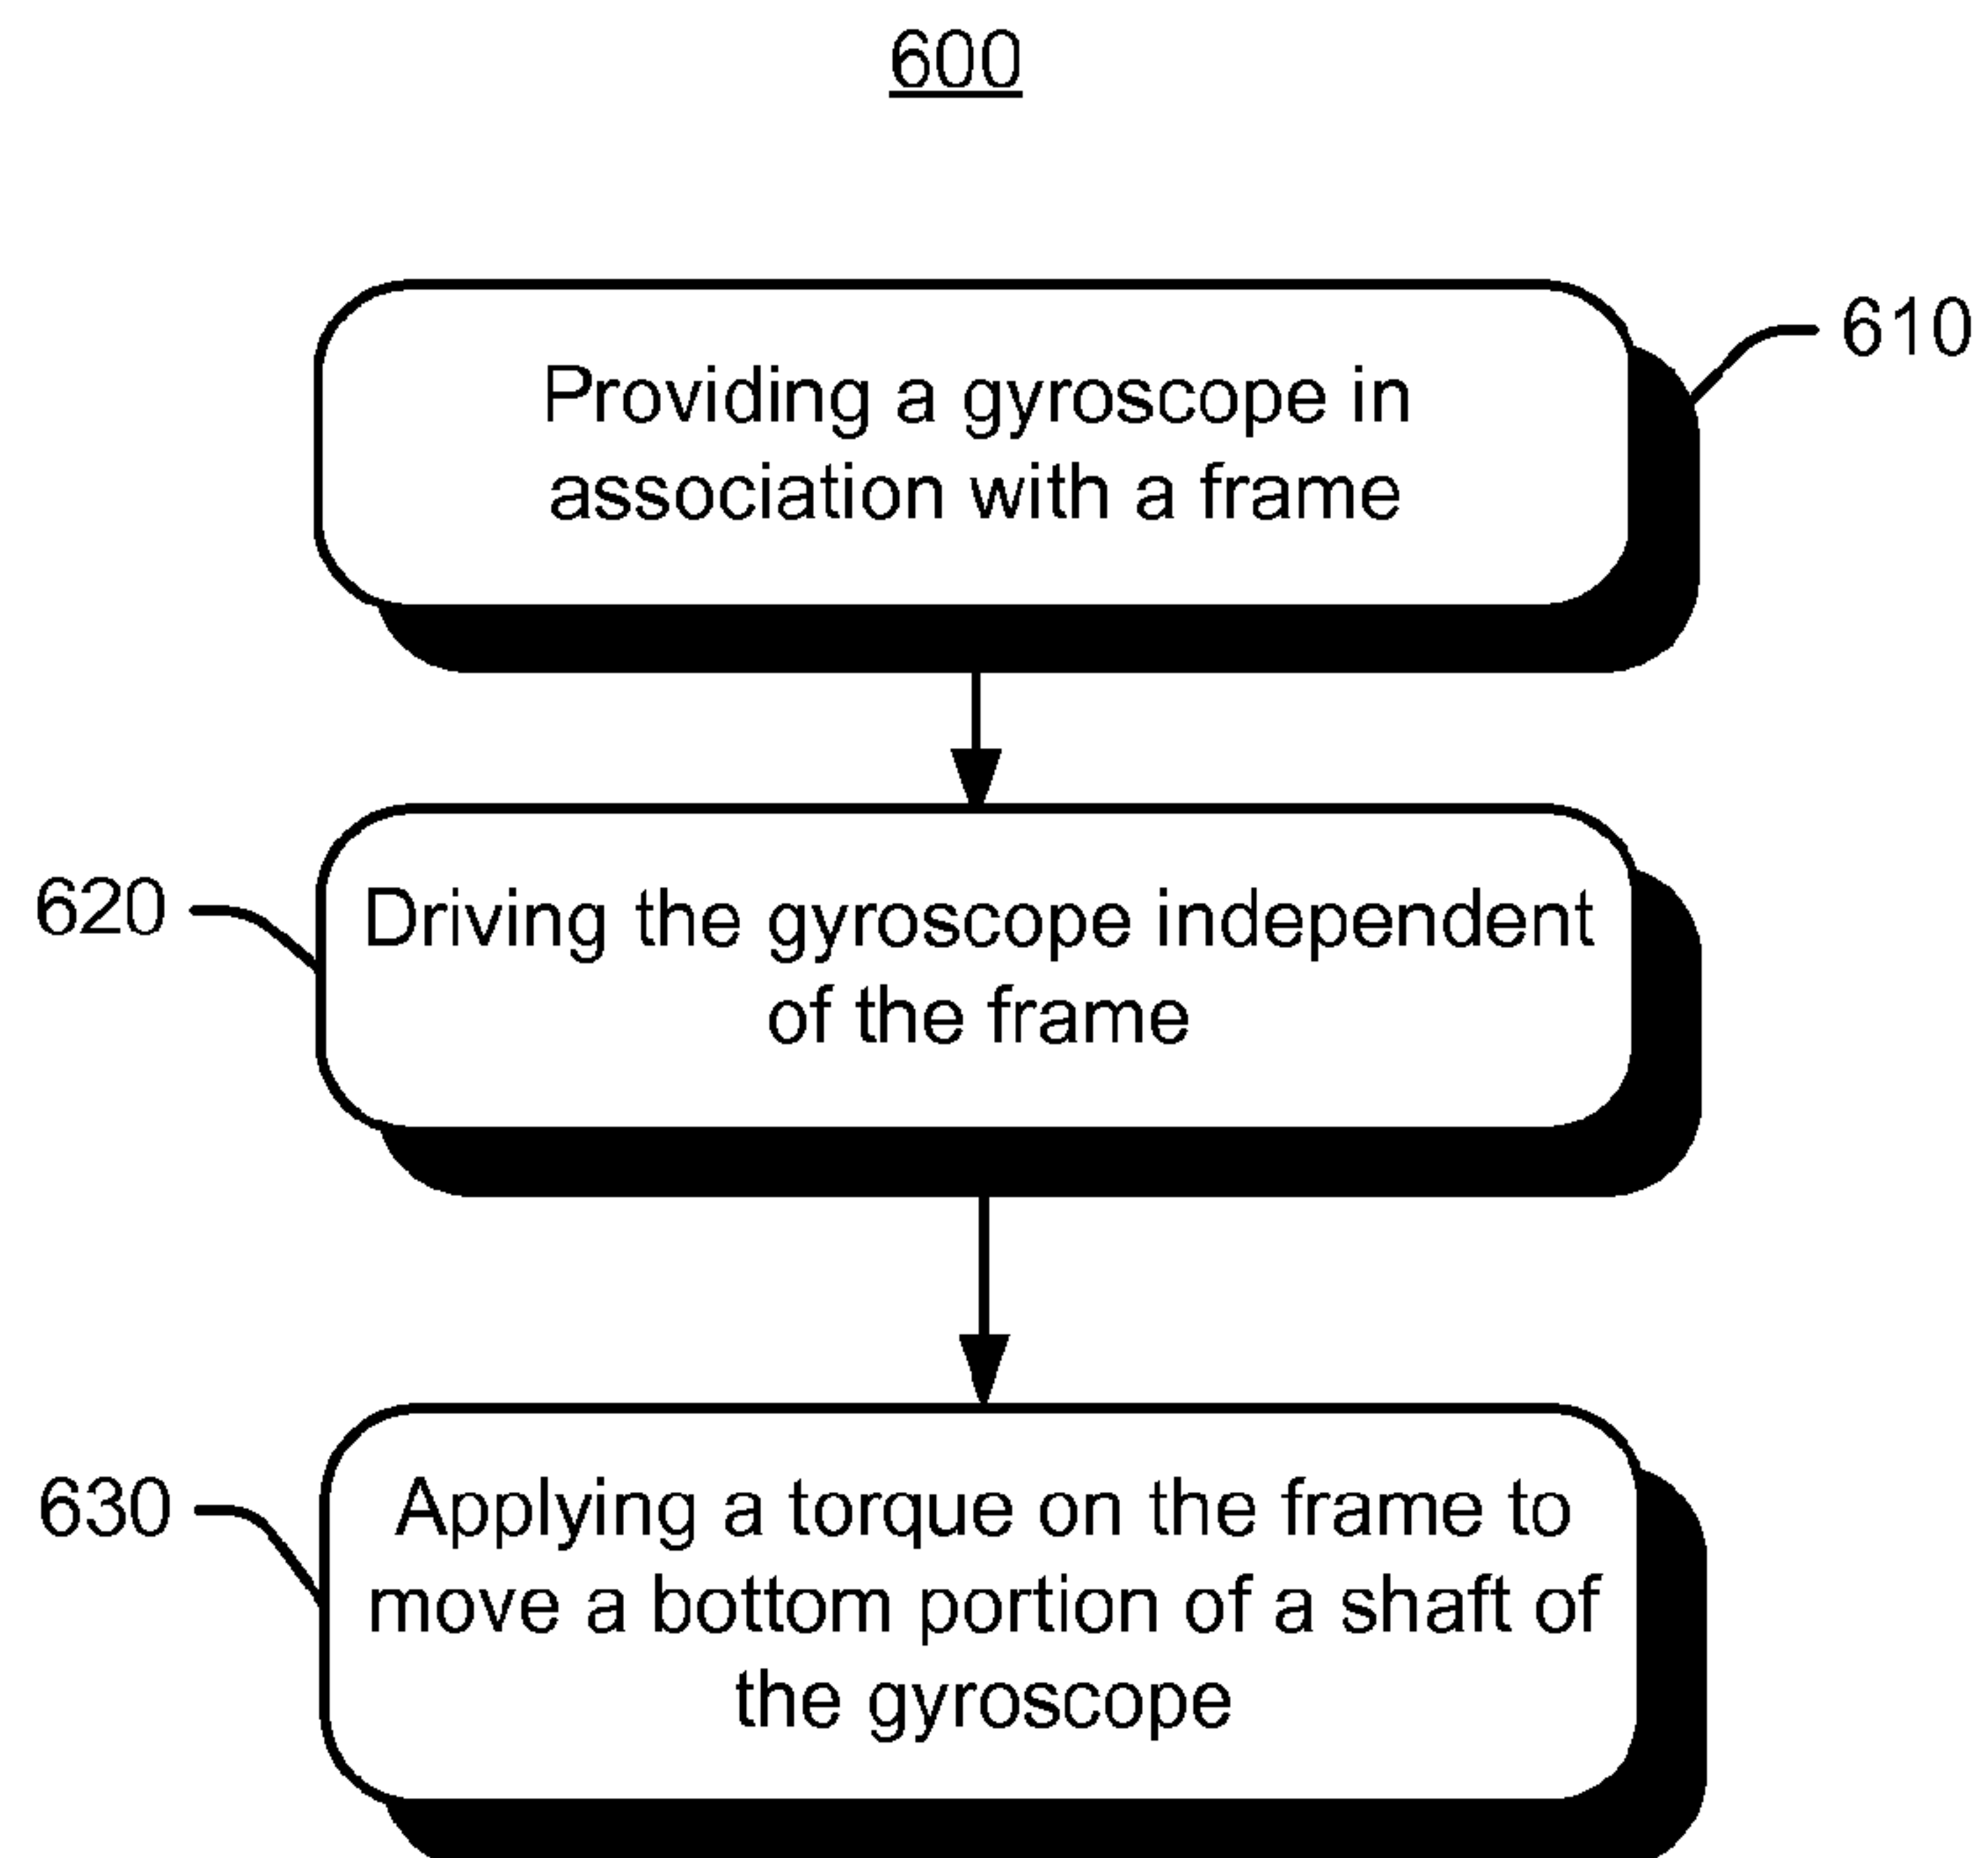 600
Providing a gyroscope in
association with a frame
610
620
Driving the gyroscope independent
of the frame
630
Applying a torque on the frame to
move a bottom portion of a shaft of
the gyroscope